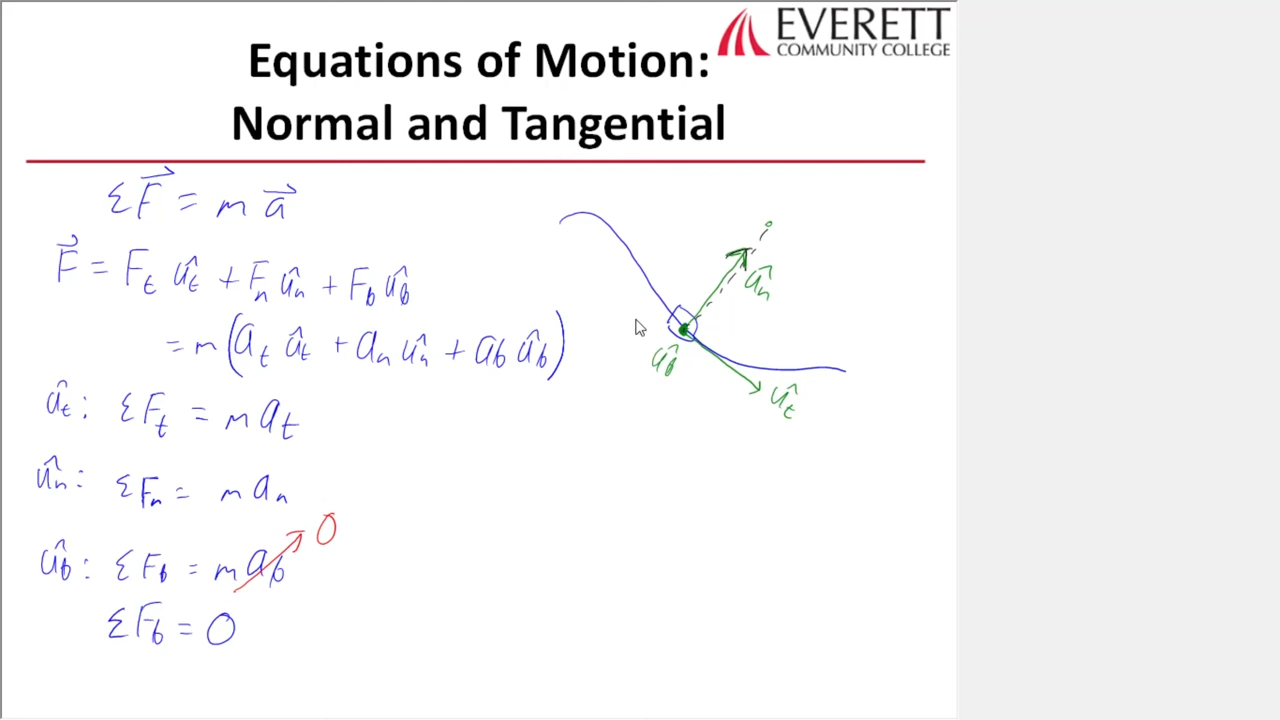 EVERETT
COMMUNITY COLLEGE
Equations of Motion:
Normal and Tangential
ΣF⃗ = m a⃗
F⃗ = F_t û_t + F_n û_n + F_b û_b
= m(a_t û_t + a_n û_n + a_b û_b)
û_t: ΣF_t = m a_t
û_n: ΣF_n = m a_n
û_b: ΣF_b = m a_b 0
ΣF_b = 0
û_n
û_b
û_t